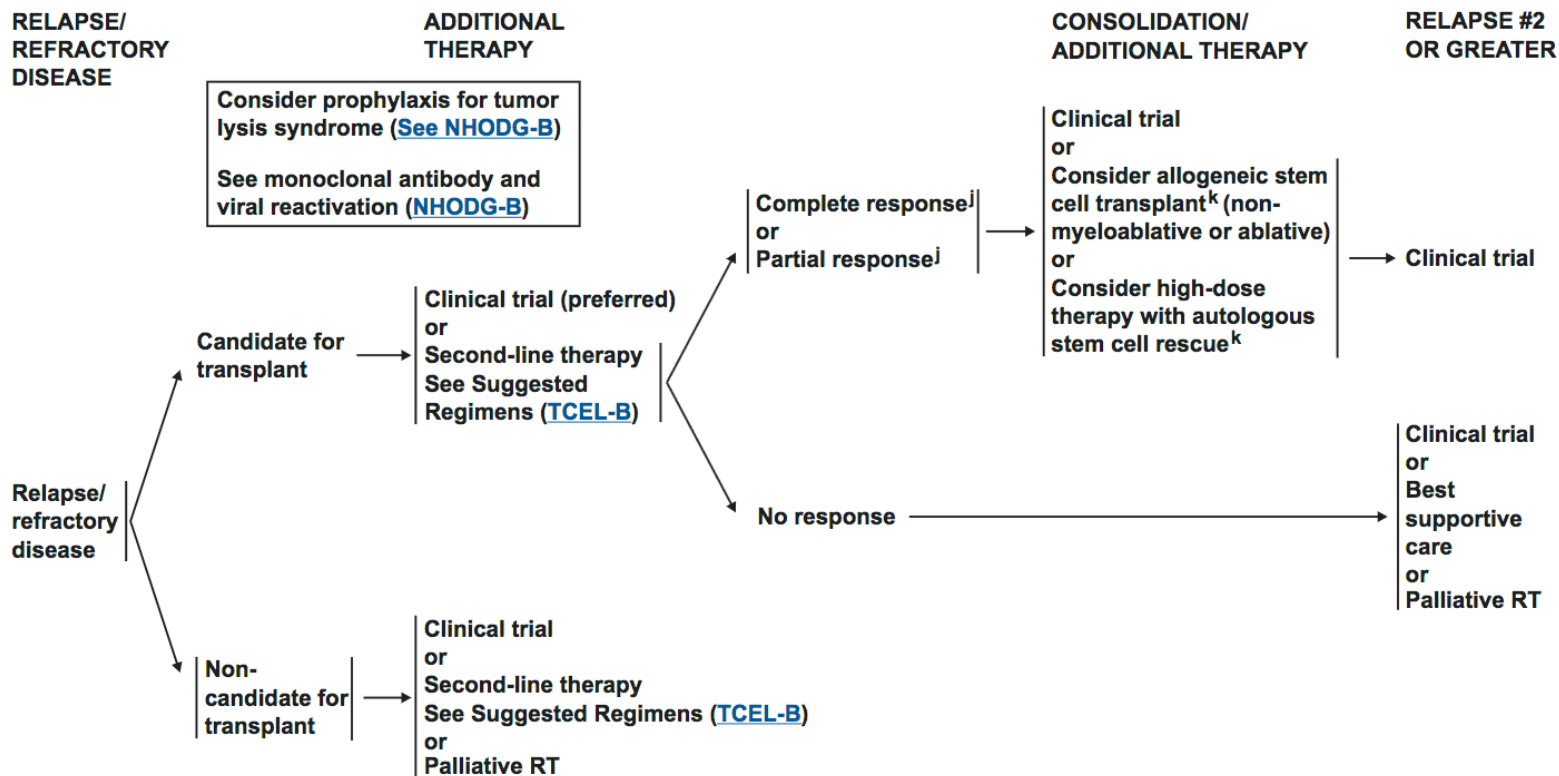 RELAPSE/
REFRACTORY
DISEASE
ADDITIONAL
THERAPY
CONSOLIDATION/
ADDITIONAL THERAPY
RELAPSE #2
OR GREATER
Consider prophylaxis for tumor
lysis syndrome (See NHODG-B)
See monoclonal antibody and
viral reactivation (NHODG-B)
Relapse/
refractory
disease
Candidate for
transplant
Clinical trial (preferred)
or
Second-line therapy
See Suggested
Regimens (TCEL-B)
Complete responseʲ
or
Partial responseʲ
Clinical trial
or
Consider allogeneic stem
cell transplantᵏ (non-
myeloablative or ablative)
or
Consider high-dose
therapy with autologous
stem cell rescueᵏ
Clinical trial
No response
Clinical trial
or
Best
supportive
care
or
Palliative RT
Non-
candidate for
transplant
Clinical trial
or
Second-line therapy
See Suggested Regimens (TCEL-B)
or
Palliative RT